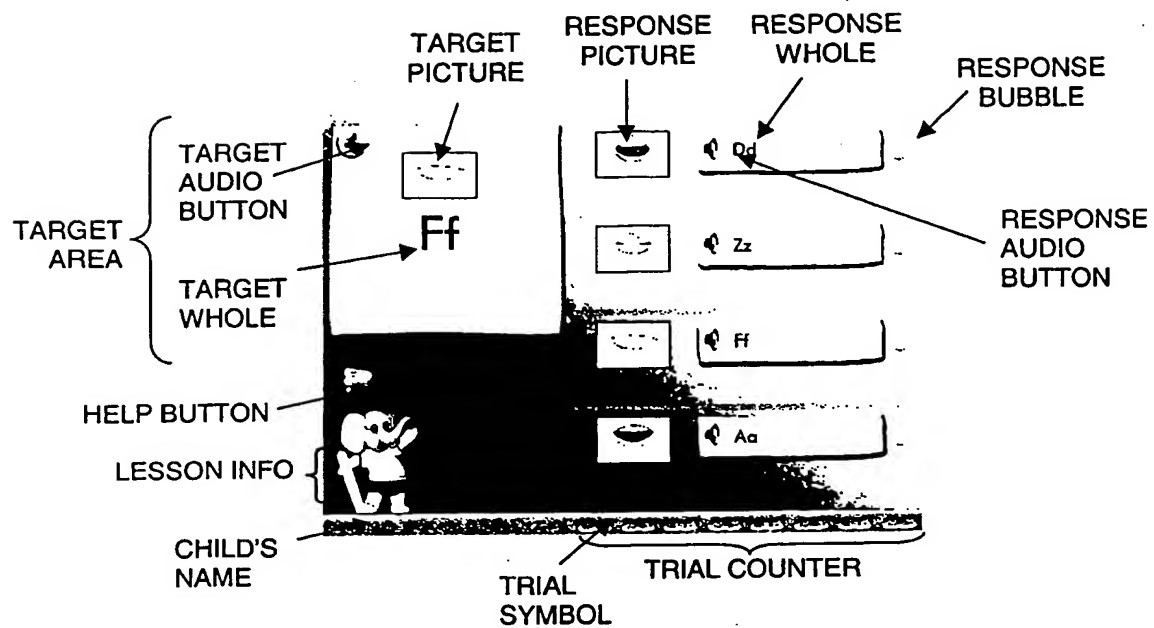 TARGET
PICTURE
RESPONSE
PICTURE
RESPONSE
WHOLE
RESPONSE
BUBBLE
TARGET
AREA
TARGET
AUDIO
BUTTON
Ff
TARGET
WHOLE
Dd
Zz
Ff
Aa
RESPONSE
AUDIO
BUTTON
HELP BUTTON
LESSON INFO
CHILD'S
NAME
TRIAL
SYMBOL
TRIAL COUNTER